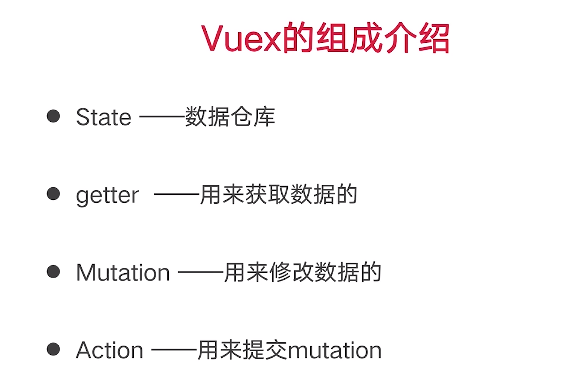 Vuex的组成介绍
● State ——数据仓库
● getter ——用来获取数据的
● Mutation ——用来修改数据的
● Action ——用来提交mutation